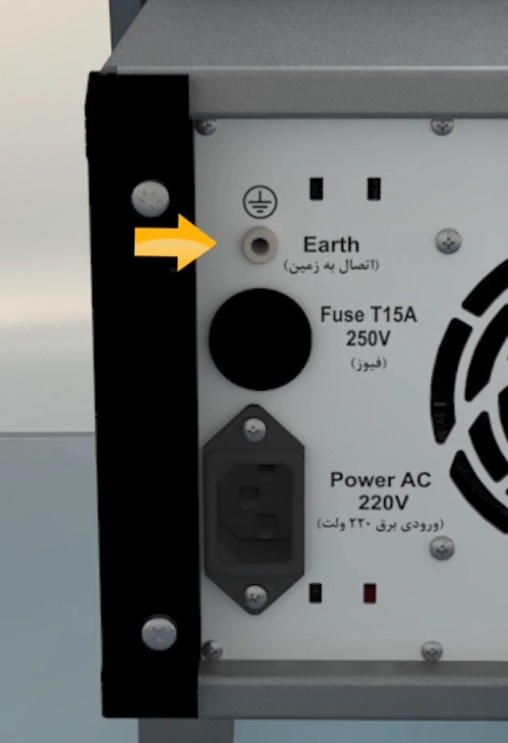 Earth
(اتصال به زمین)
Fuse T15A
250V
(فیوز)
Power AC
220V
(ورودی برق ۲۲۰ ولت)